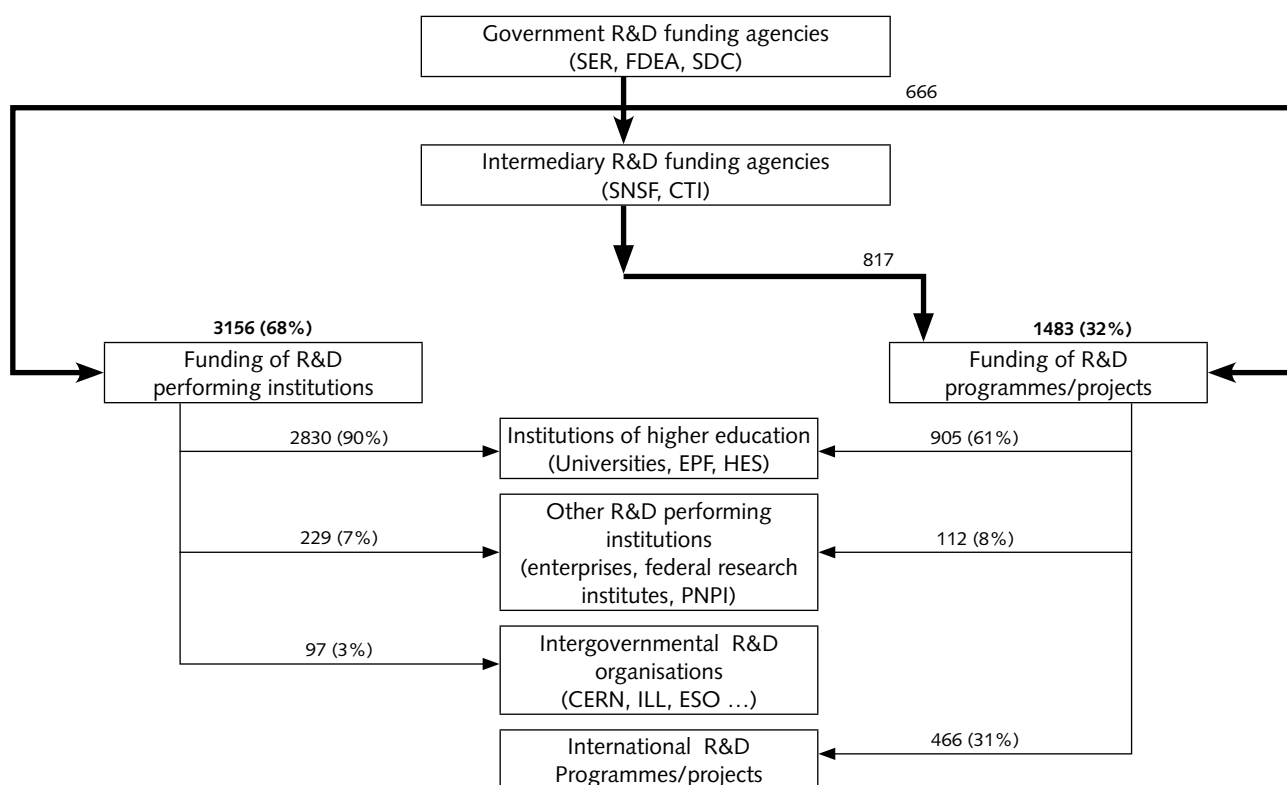 Government R&D funding agencies
(SER, FDEA, SDC)
666
Intermediary R&D funding agencies
(SNSF, CTI)
817
3156 (68%)
1483 (32%)
Funding of R&D
performing institutions
Funding of R&D
programmes/projects
2830 (90%)
Institutions of higher education
(Universities, EPF, HES)
905 (61%)
229 (7%)
Other R&D performing
institutions
(enterprises, federal research
institutes, PNPI)
112 (8%)
97 (3%)
Intergovernmental R&D
organisations
(CERN, ILL, ESO …)
International R&D
Programmes/projects
466 (31%)